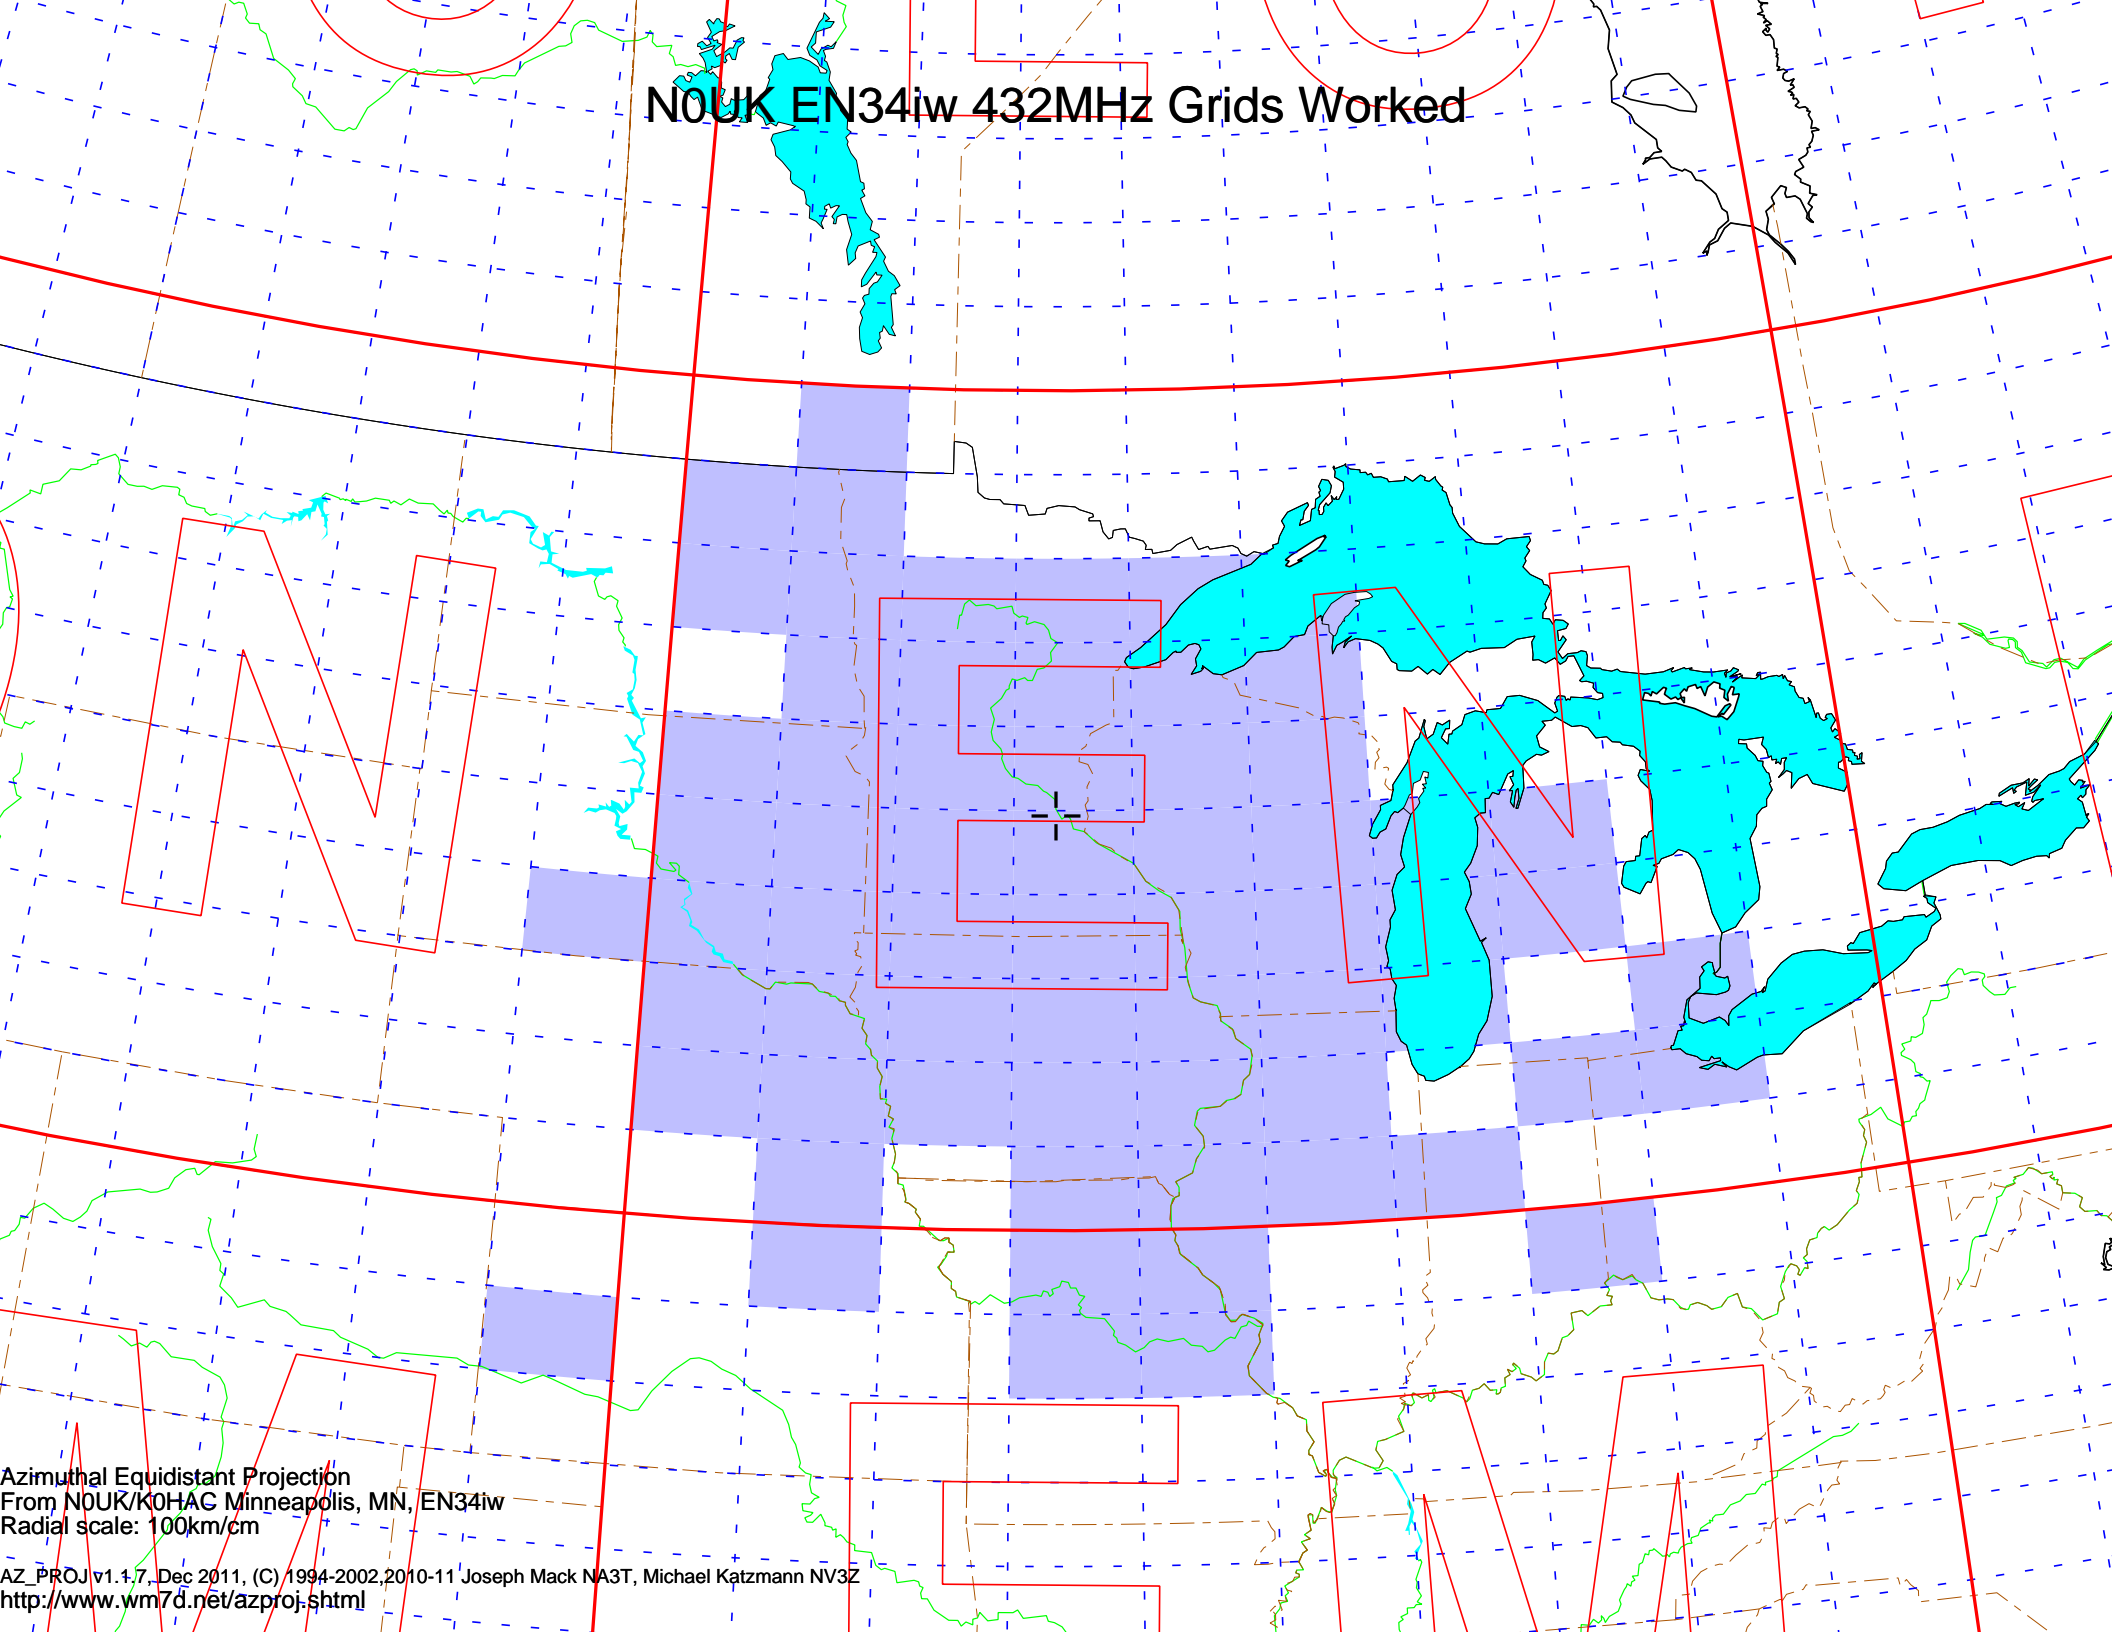 N0UK EN34iw 432MHz Grids Worked
N
E
N
E
M
Azimuthal Equidistant Projection
From N0UK/K0HAC Minneapolis, MN, EN34iw
Radial scale: 100km/cm
AZ_PROJ v1.1.7, Dec 2011, (C) 1994-2002,2010-11 Joseph Mack NA3T, Michael Katzmann NV3Z
http://www.wm7d.net/azproj.shtml